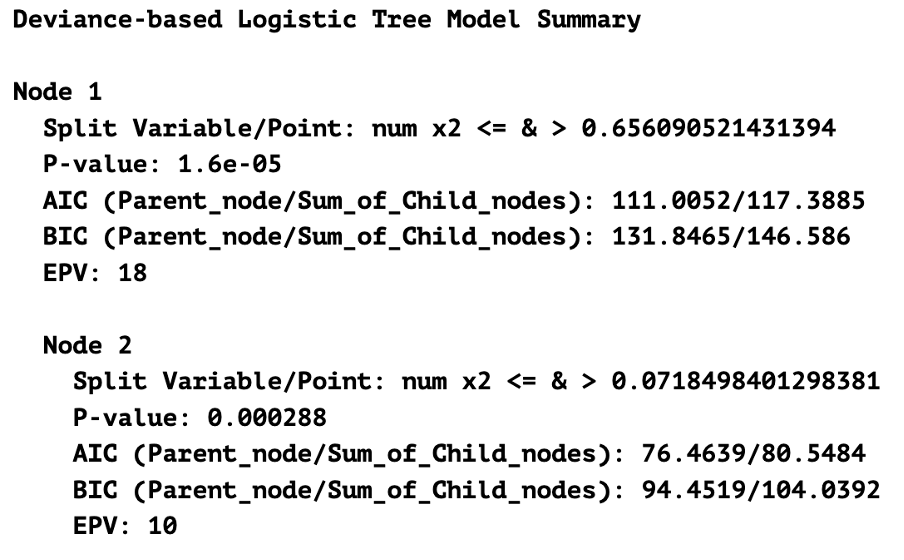 Deviance-based Logistic Tree Model Summary
Node 1
Split Variable/Point: num x2 <= & > 0.656090521431394
P-value: 1.6e-05
AIC (Parent_node/Sum_of_Child_nodes): 111.0052/117.3885
BIC (Parent_node/Sum_of_Child_nodes): 131.8465/146.586
EPV: 18
Node 2
Split Variable/Point: num x2 <= & > 0.0718498401298381
P-value: 0.000288
AIC (Parent_node/Sum_of_Child_nodes): 76.4639/80.5484
BIC (Parent_node/Sum_of_Child_nodes): 94.4519/104.0392
EPV: 10